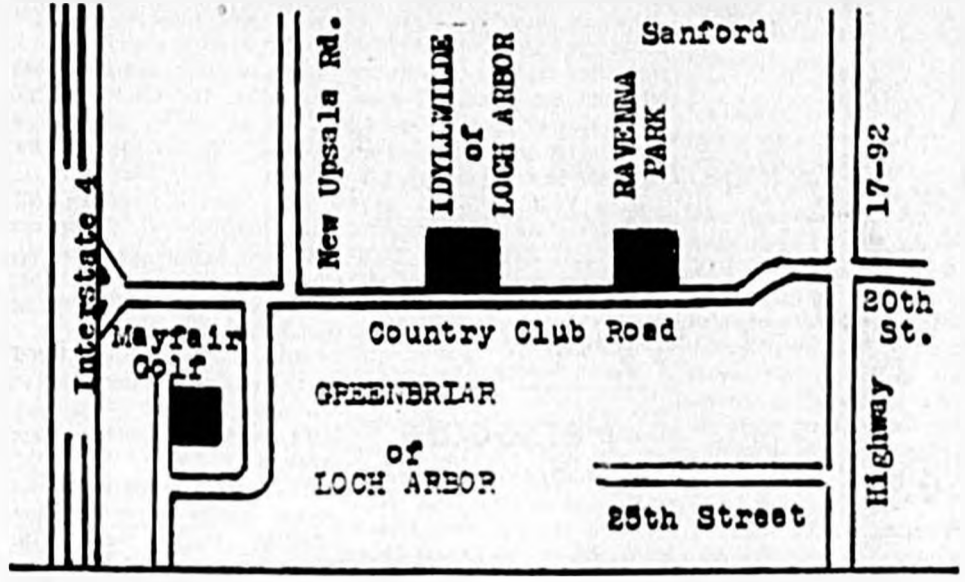 Sanford
New Upsala Rd.
IDYLLWILDE
of
LOCH ARBOR
RAVENNA
PARK
Highway 17-92
Interstate 4
20th
St.
Mayfair
Golf
Country Club Road
GREENBRIAR
of
LOCH ARBOR
25th Street